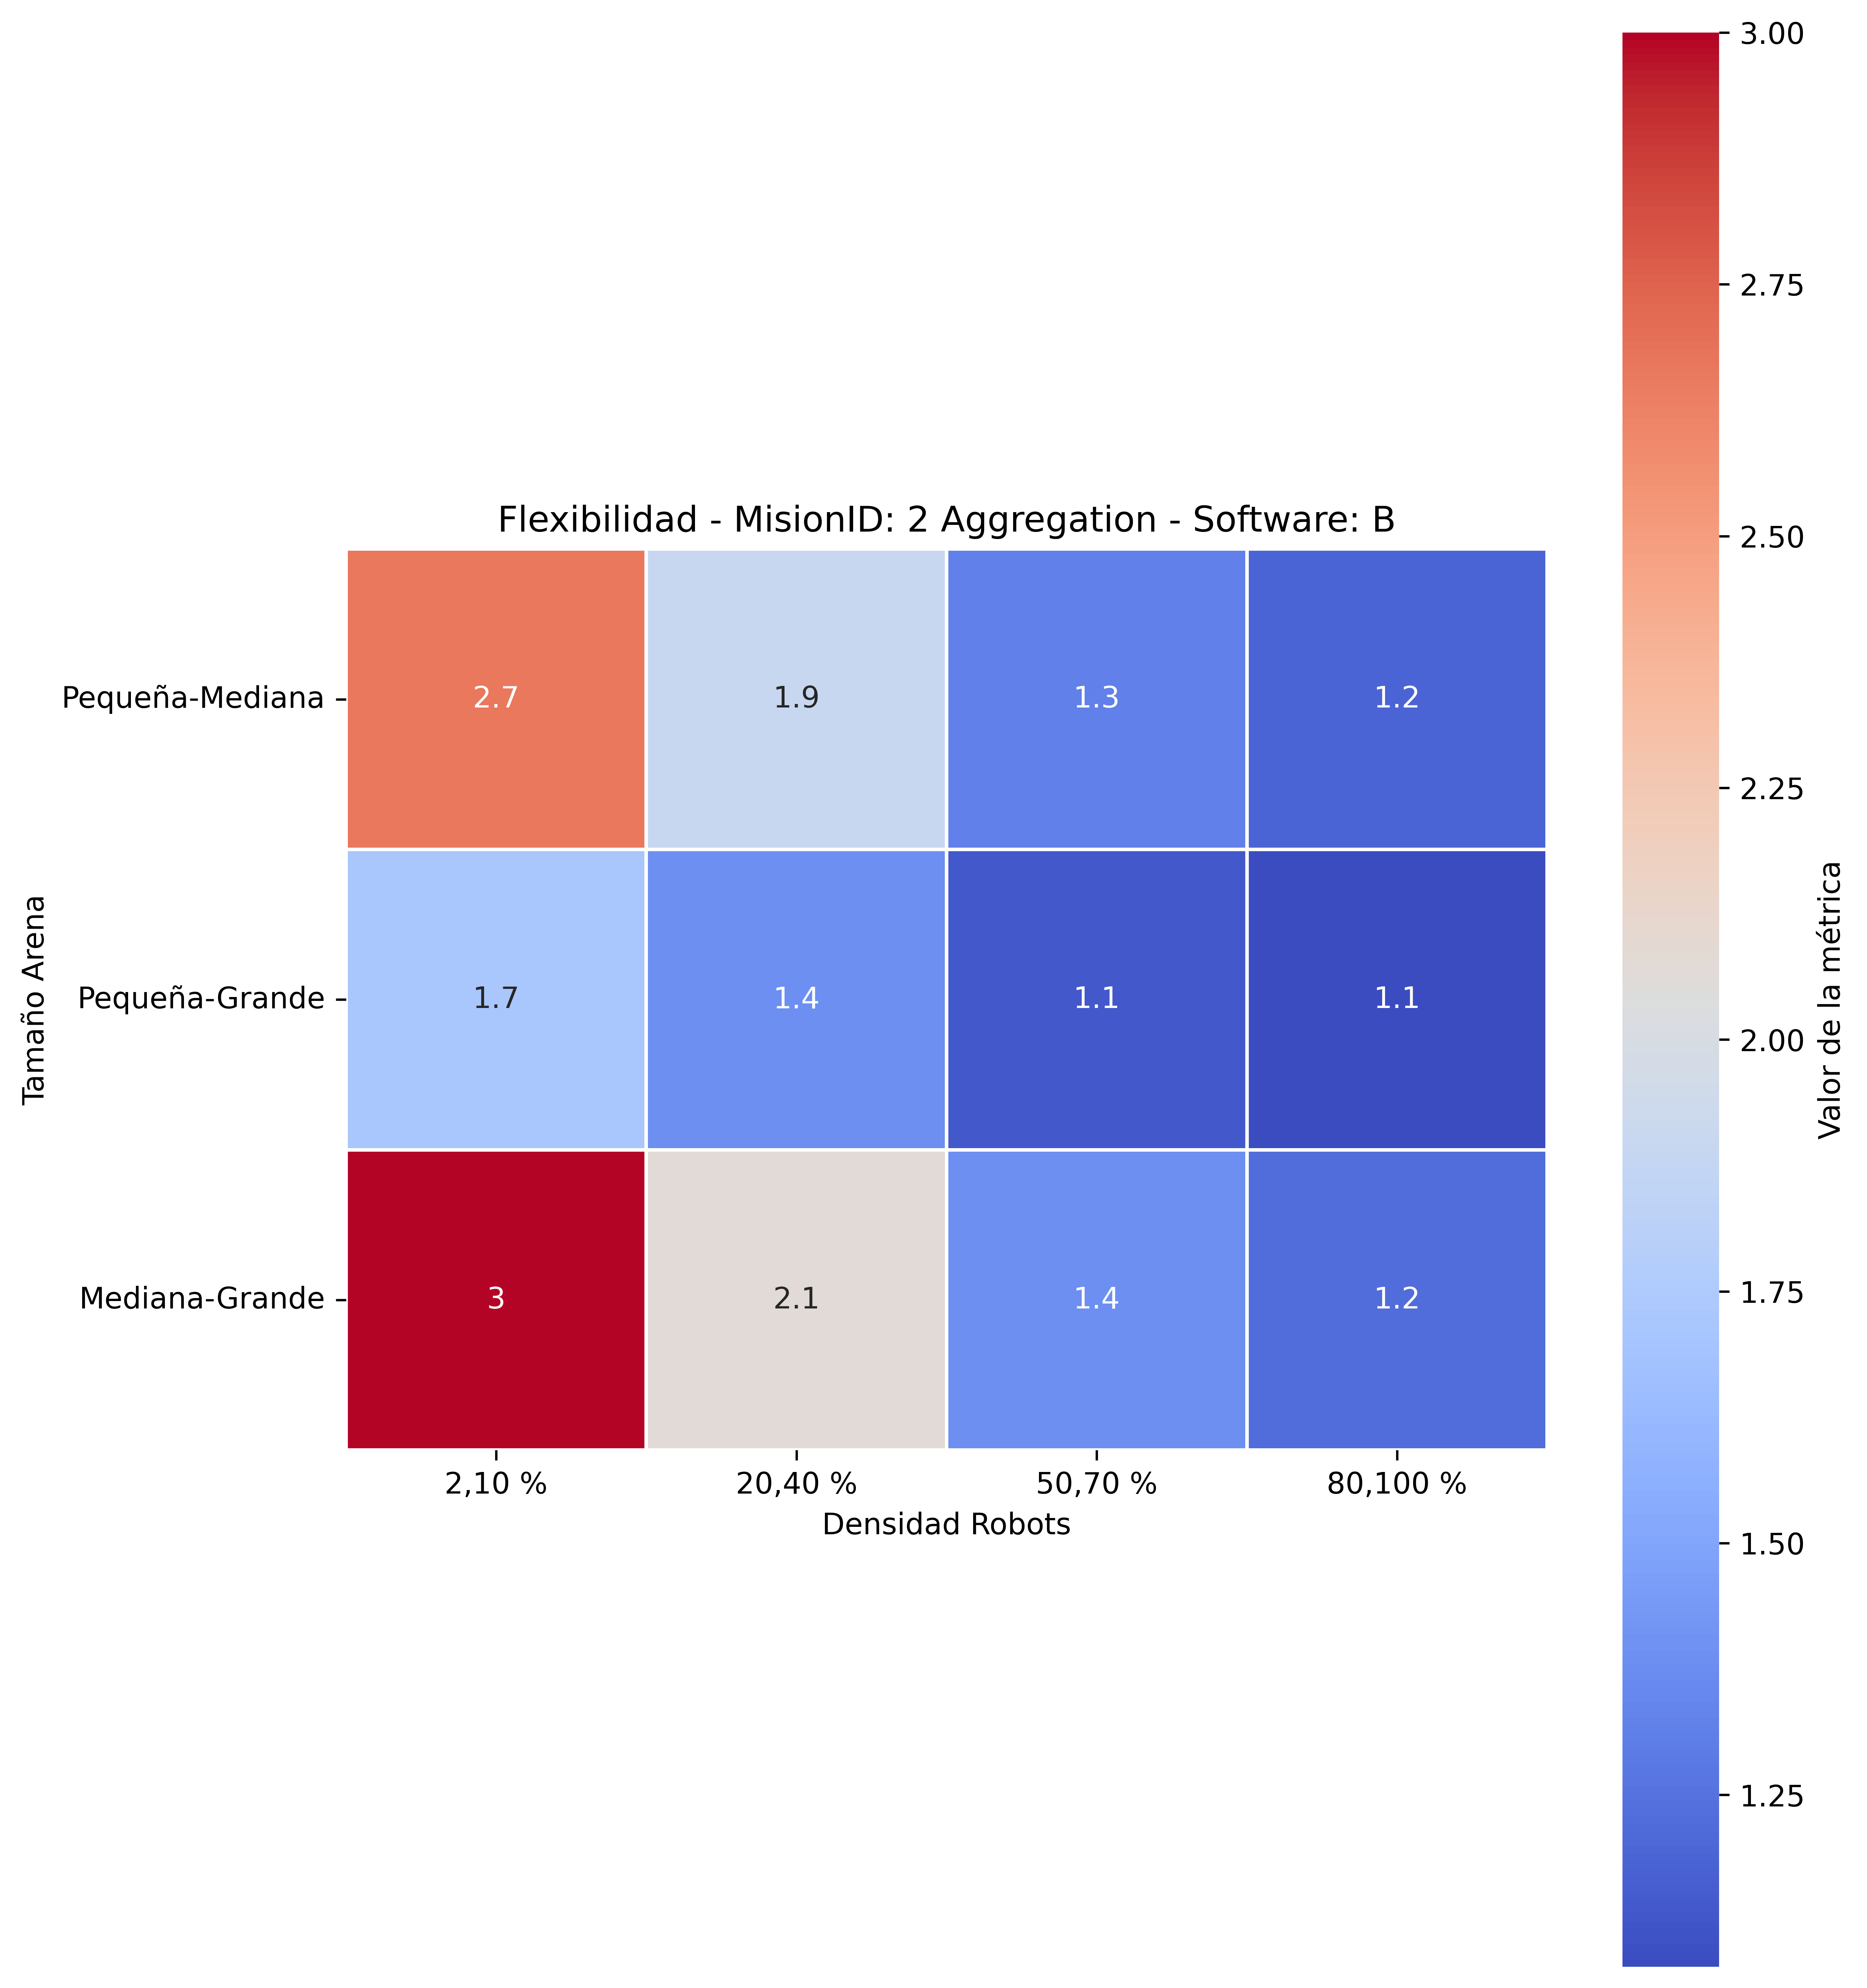 Flexibilidad - MisionID: 2 Aggregation - Software: B
Tamaño Arena
Pequeña-Mediana
2.7 1.9 1.3 1.2
Pequeña-Grande
1.7 1.4 1.1 1.1
Mediana-Grande
3 2.1 1.4 1.2
2,10 % 20,40 % 50,70 % 80,100 %
Densidad Robots
3.00
2.75
2.50
2.25
2.00
1.75
1.50
1.25
Valor de la métrica